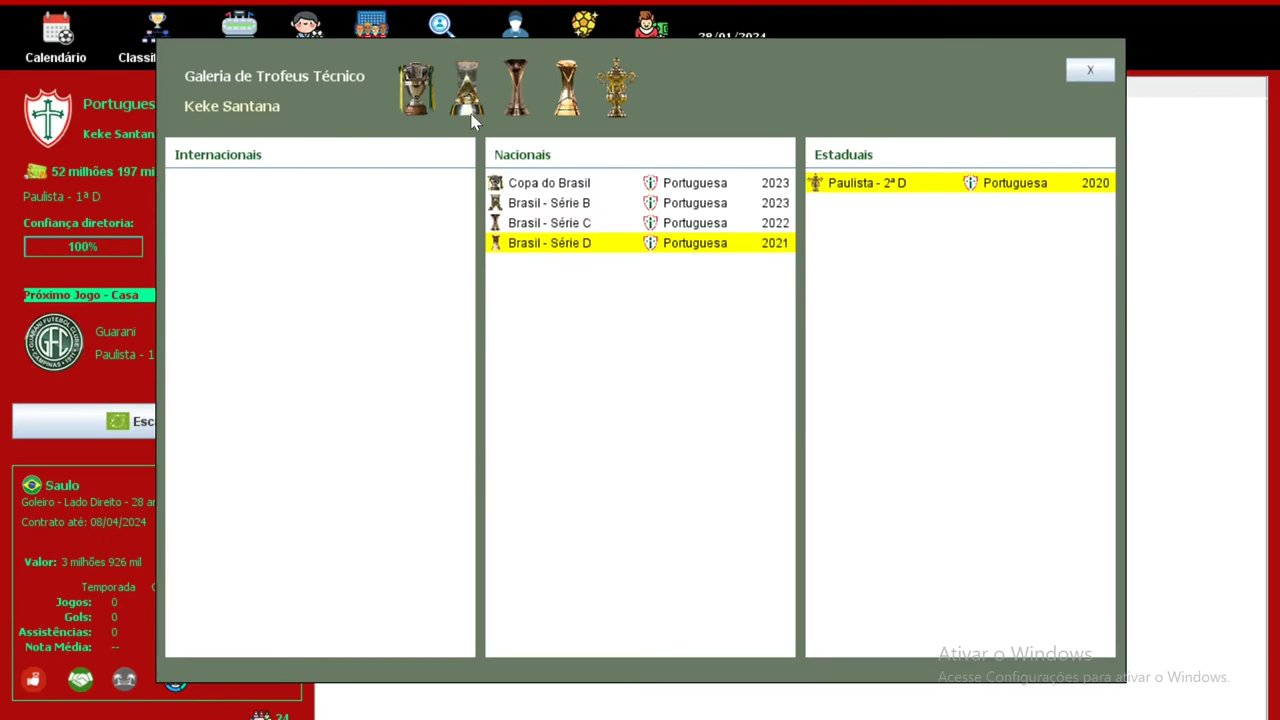 28/01/2024
Calendário
Classif
Portugues
Keke Santan
52 milhões 197 mi
Paulista - 1ª D
Confiança diretoria:
100%
Próximo Jogo - Casa
Guarani
Paulista - 1
Esc
Saulo
Goleiro - Lado Direito - 28 an
Contrato até: 08/04/2024
Valor: 3 milhões 926 mil
Temporada
Jogos: 0
Gols: 0
Assistências: 0
Nota Média: --
24
Galeria de Trofeus Técnico
Keke Santana
X
Internacionais
Nacionais
Copa do Brasil Portuguesa 2023
Brasil - Série B Portuguesa 2023
Brasil - Série C Portuguesa 2022
Brasil - Série D Portuguesa 2021
Estaduais
Paulista - 2ª D Portuguesa 2020
Ativar o Windows
Acesse Configurações para ativar o Windows.